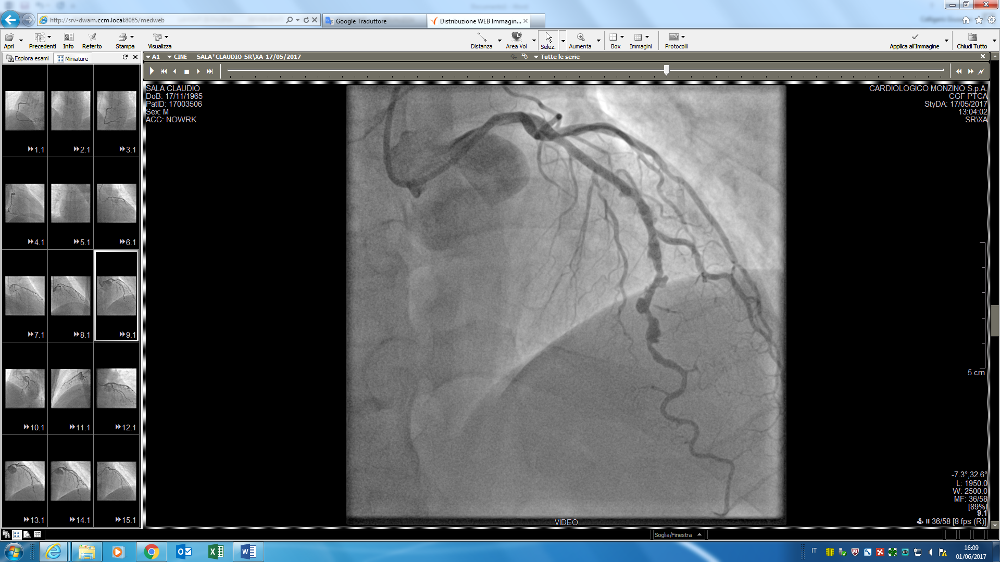 http://srv-dwam.ccm.local:8085/medweb
Google Traduttore
Distribuzione WEB Immagin...
Apri
Precedenti
Info
Referto
Stampa
Visualizza
Distanza
Area Vol
Selez.
Aumenta
Box
Immagini
Protocolli
Applica all'Immagine
Chiudi Tutto
Esplora esami
Miniature
A1
CINE
SALA*CLAUDIO-SR\XA-17/05/2017
Tutte le serie
SALA CLAUDIO
DoB: 17/11/1965
PatID: 17003506
Sex: M
ACC: NOWRK
CARDIOLOGICO MONZINO S.p.A.
CGF PTCA
StyDA: 17/05/2017
13:04:02
SR\XA
1.1
2.1
3.1
4.1
5.1
6.1
7.1
8.1
9.1
10.1
11.1
12.1
13.1
14.1
15.1
5 cm
-7.3°,32.6°
L: 1950.0
W: 2500.0
MF: 36/58
[89%]
9.1
36/58 [8 fps (R)]
VIDEO
Soglia/Finestra
IT
16:09
01/06/2017